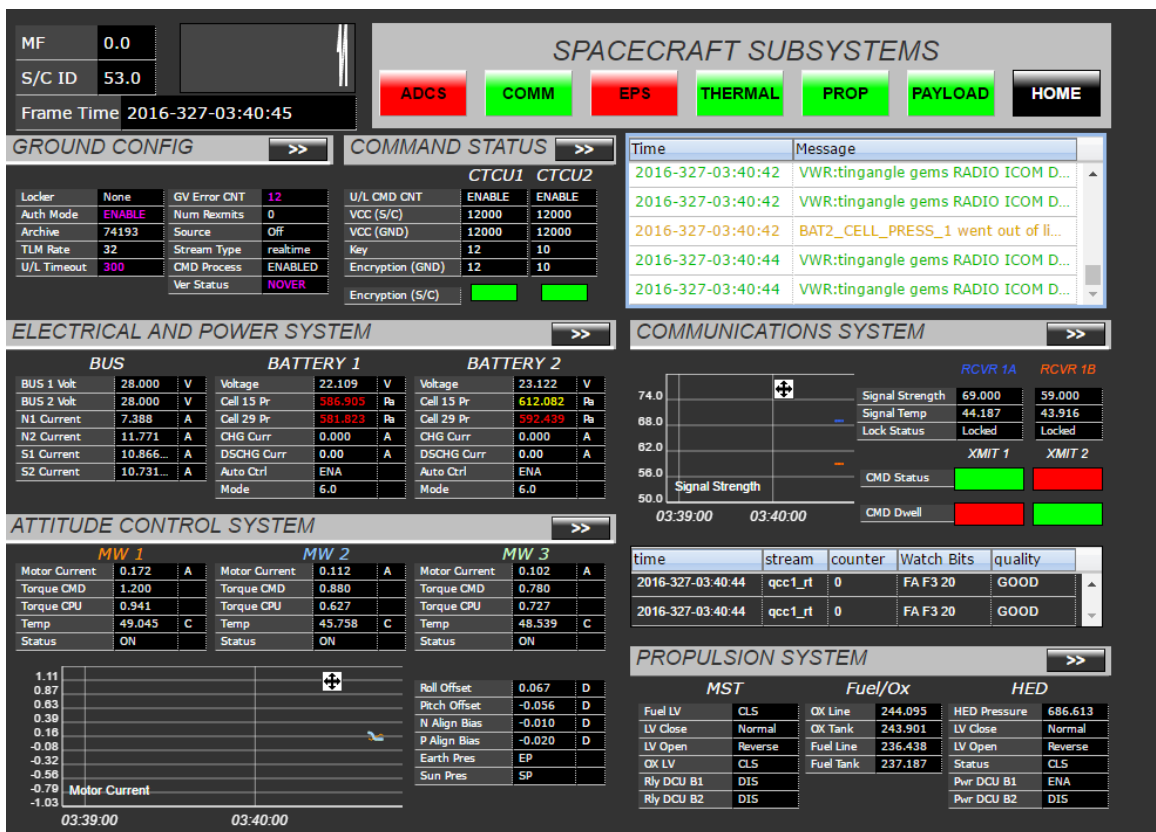 MF 0.0
S/C ID 53.0
Frame Time 2016-327-03:40:45
SPACECRAFT SUBSYSTEMS
ADCS COMM EPS THERMAL PROP PAYLOAD HOME
GROUND CONFIG >>
Locker None GV Error CNT 12
Auth Mode ENABLE Num Rexmits 0
Archive 74193 Source Off
TLM Rate 32 Stream Type realtime
U/L Timeout 300 CMD Process ENABLED
Ver Status NOVER
COMMAND STATUS >>
CTCU1 CTCU2
U/L CMD CNT ENABLE ENABLE
VCC (S/C) 12000 12000
VCC (GND) 12000 12000
Key 12 10
Encryption (GND) 12 10
Encryption (S/C)
Time Message
2016-327-03:40:42 VWR:tingangle gems RADIO ICOM D...
2016-327-03:40:42 VWR:tingangle gems RADIO ICOM D...
2016-327-03:40:42 BAT2_CELL_PRESS_1 went out of li...
2016-327-03:40:44 VWR:tingangle gems RADIO ICOM D...
2016-327-03:40:44 VWR:tingangle gems RADIO ICOM D...
ELECTRICAL AND POWER SYSTEM >>
BUS BATTERY 1 BATTERY 2
BUS 1 Volt 28.000 V Voltage 22.109 V Voltage 23.122 V
BUS 2 Volt 28.000 V Cell 15 Pr 586.905 Pa Cell 15 Pr 612.082 Pa
N1 Current 7.388 A Cell 29 Pr 581.823 Pa Cell 29 Pr 592.439 Pa
N2 Current 11.771 A CHG Curr 0.000 A CHG Curr 0.000 A
S1 Current 10.866... A DSCHG Curr 0.00 A DSCHG Curr 0.00 A
S2 Current 10.731... A Auto Ctrl ENA Auto Ctrl ENA
Mode 6.0 Mode 6.0
COMMUNICATIONS SYSTEM >>
74.0
68.0
62.0
56.0
50.0
Signal Strength
03:39:00 03:40:00
RCVR 1A RCVR 1B
Signal Strength 69.000 59.000
Signal Temp 44.187 43.916
Lock Status Locked Locked
XMIT 1 XMIT 2
CMD Status
CMD Dwell
ATTITUDE CONTROL SYSTEM >>
MW 1 MW 2 MW 3
Motor Current 0.172 A Motor Current 0.112 A Motor Current 0.102 A
Torque CMD 1.200 Torque CMD 0.880 Torque CMD 0.780
Torque CPU 0.941 Torque CPU 0.627 Torque CPU 0.727
Temp 49.045 C Temp 45.758 C Temp 48.539 C
Status ON Status ON Status ON
1.11
0.87
0.63
0.39
0.16
-0.08
-0.32
-0.56
-0.79
-1.03
Motor Current
03:39:00 03:40:00
Roll Offset 0.067 D
Pitch Offset -0.056 D
N Align Bias -0.010 D
P Align Bias -0.020 D
Earth Pres EP
Sun Pres SP
time stream counter Watch Bits quality
2016-327-03:40:44 qcc1_rt 0 FA F3 20 GOOD
2016-327-03:40:44 qcc1_rt 0 FA F3 20 GOOD
PROPULSION SYSTEM >>
MST Fuel/Ox HED
Fuel LV CLS OX Line 244.095 HED Pressure 686.613
LV Close Normal OX Tank 243.901 LV Close Normal
LV Open Reverse Fuel Line 236.438 LV Open Reverse
OX LV CLS Fuel Tank 237.187 Status CLS
Rly DCU B1 DIS Pwr DCU B1 ENA
Rly DCU B2 DIS Pwr DCU B2 DIS